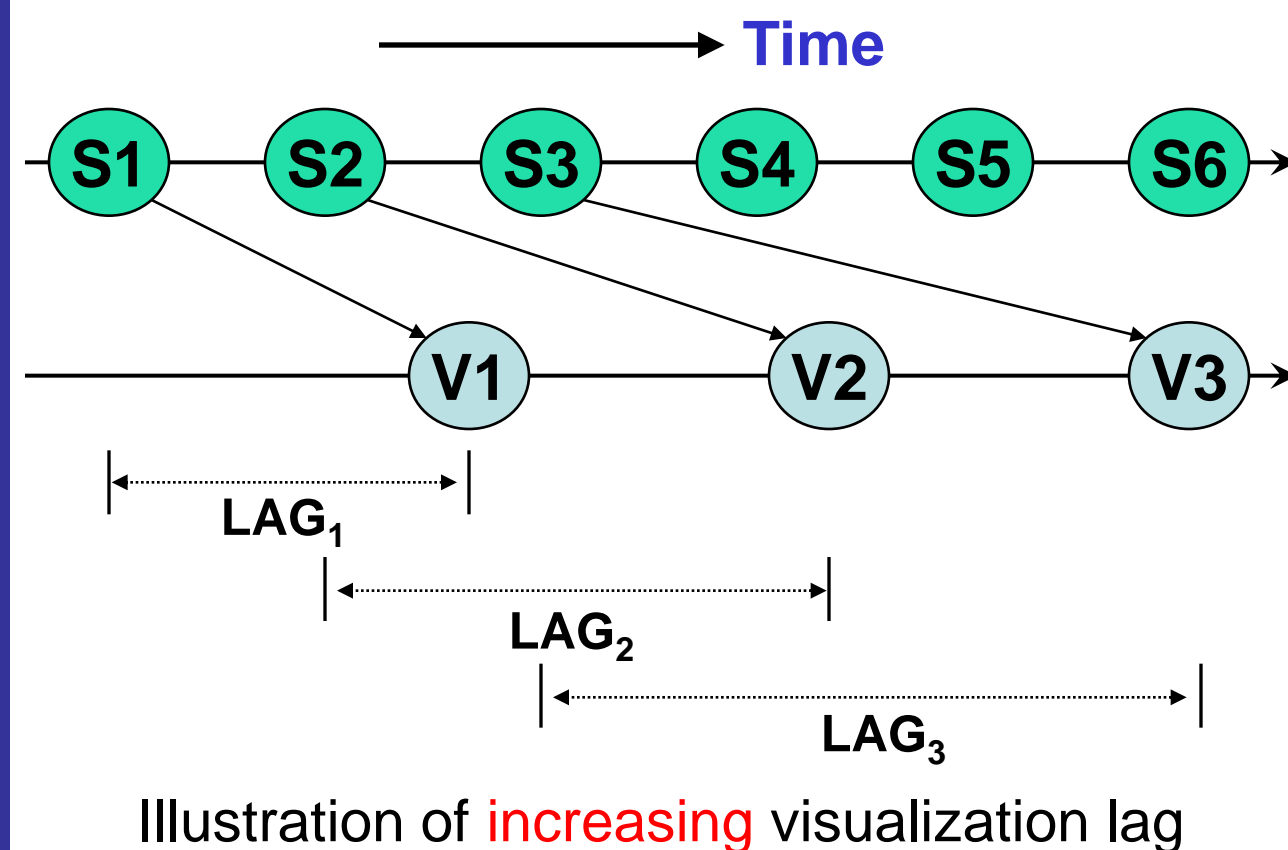 Time
S1 S2 S3 S4 S5 S6
V1 V2 V3
LAG₁
LAG₂
LAG₃
Illustration of increasing visualization lag